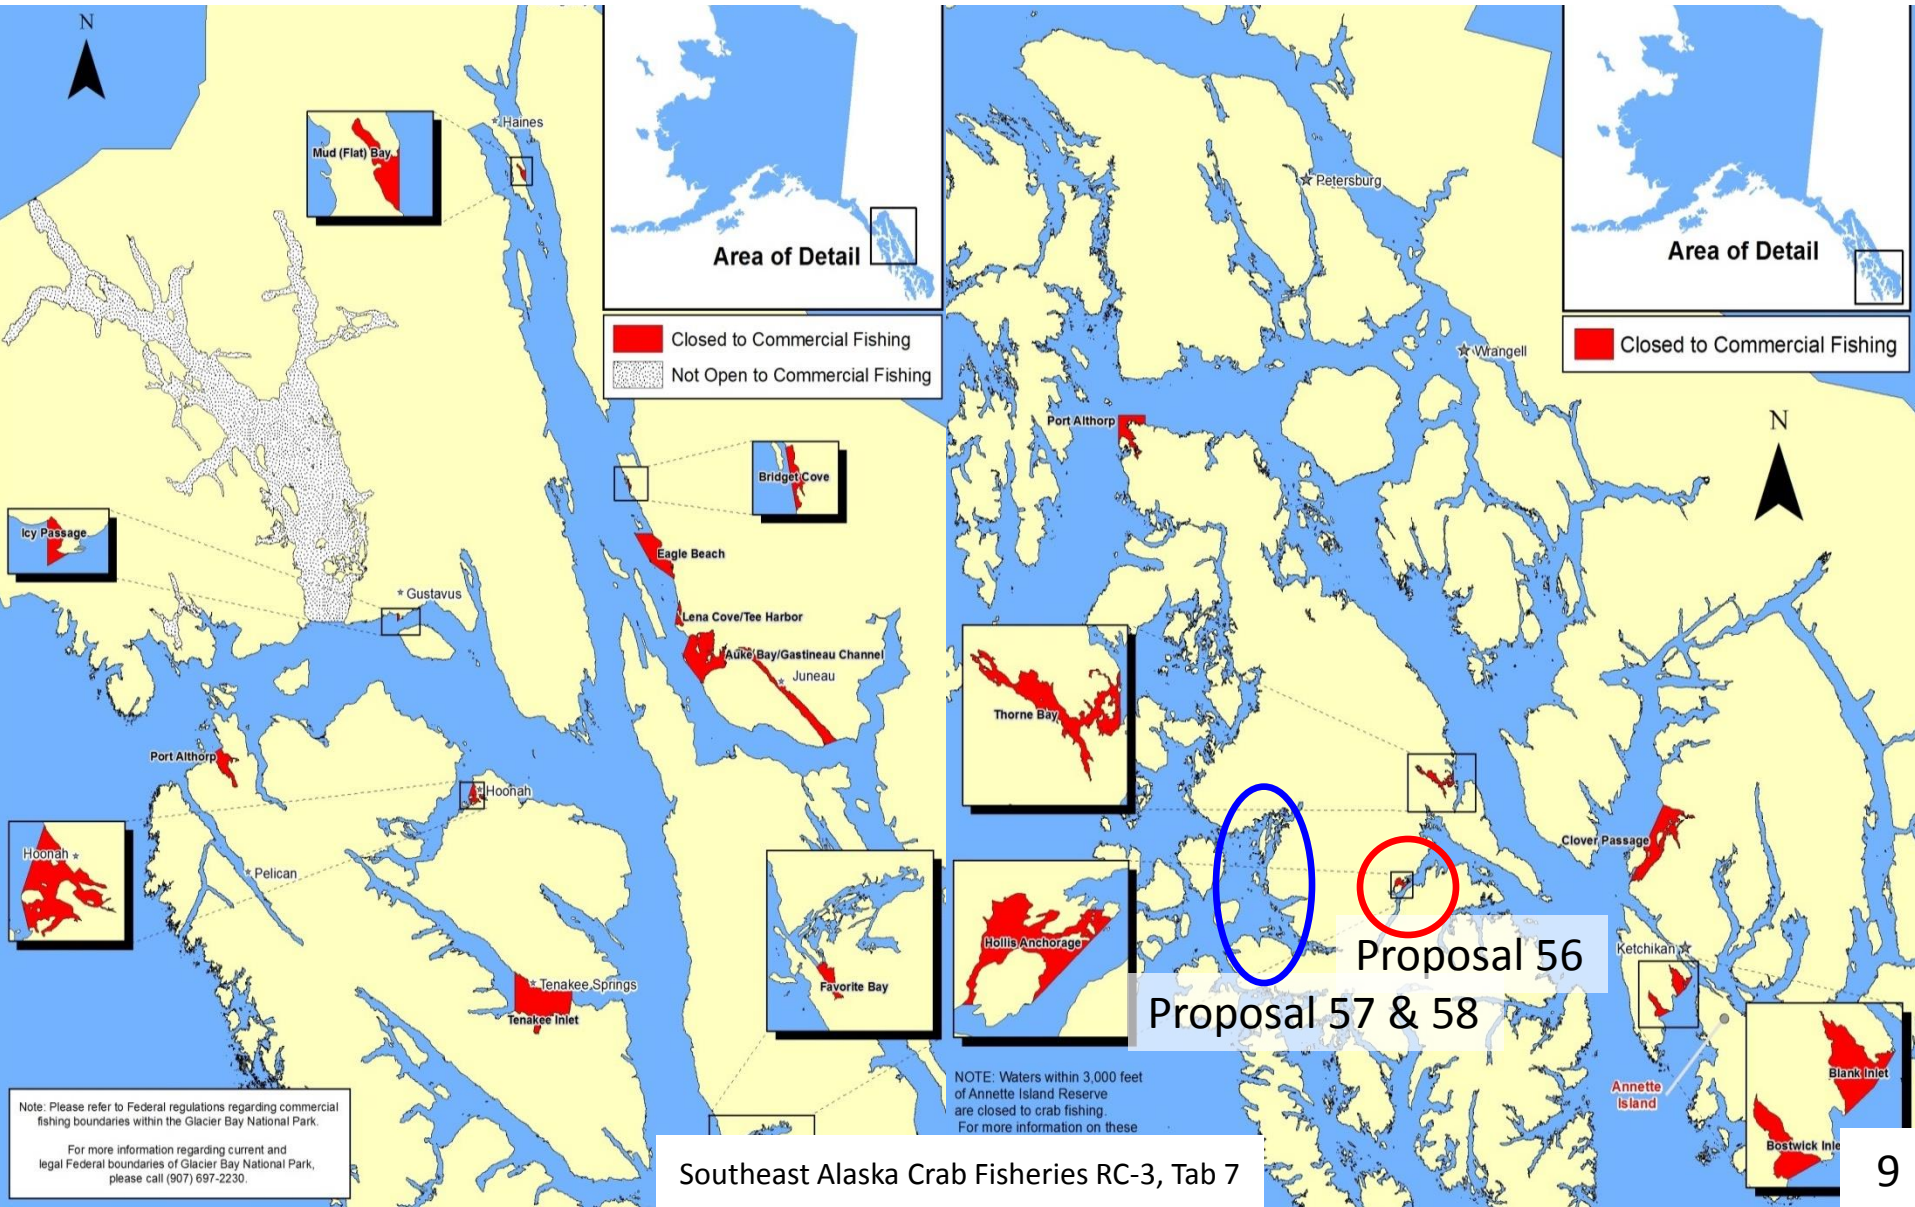 N
Haines
Mud (Flat) Bay
Area of Detail
Closed to Commercial Fishing
Not Open to Commercial Fishing
Bridget Cove
Icy Passage
Eagle Beach
Gustavus
Lena Cove/Tee Harbor
Auke Bay/Gastineau Channel
Juneau
Port Althorp
Hoonah
Hoonah
Pelican
Favorite Bay
Tenakee Springs
Tenakee Inlet
Note: Please refer to Federal regulations regarding commercial
fishing boundaries within the Glacier Bay National Park.
For more information regarding current and
legal Federal boundaries of Glacier Bay National Park,
please call (907) 697-2230.
Petersburg
Area of Detail
Closed to Commercial Fishing
Wrangell
Port Althorp
N
Thorne Bay
Clover Passage
Hollis Anchorage
Proposal 56
Ketchikan
Proposal 57 & 58
NOTE: Waters within 3,000 feet
of Annette Island Reserve
are closed to crab fishing.
For more information on these
Annette
Island
Blank Inlet
Bostwick
Southeast Alaska Crab Fisheries RC-3, Tab 7
9